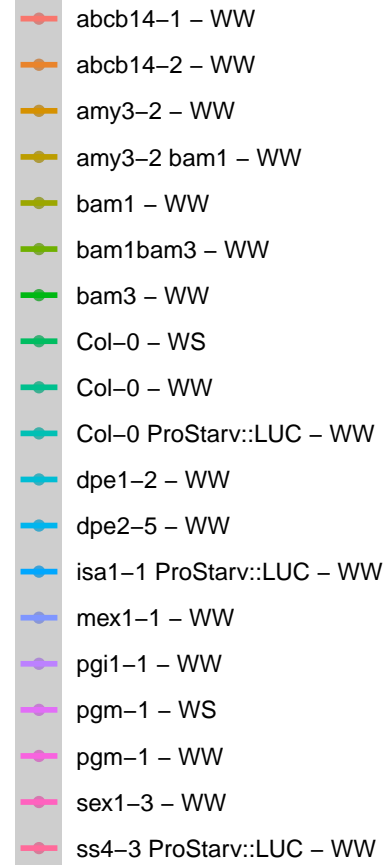 abcb14−1 − WW
abcb14−2 − WW
amy3−2 − WW
amy3−2 bam1 − WW
bam1 − WW
bam1bam3 − WW
bam3 − WW
Col−0 − WS
Col−0 − WW
Col−0 ProStarv::LUC − WW
dpe1−2 − WW
dpe2−5 − WW
isa1−1 ProStarv::LUC − WW
mex1−1 − WW
pgi1−1 − WW
pgm−1 − WS
pgm−1 − WW
sex1−3 − WW
ss4−3 ProStarv::LUC − WW